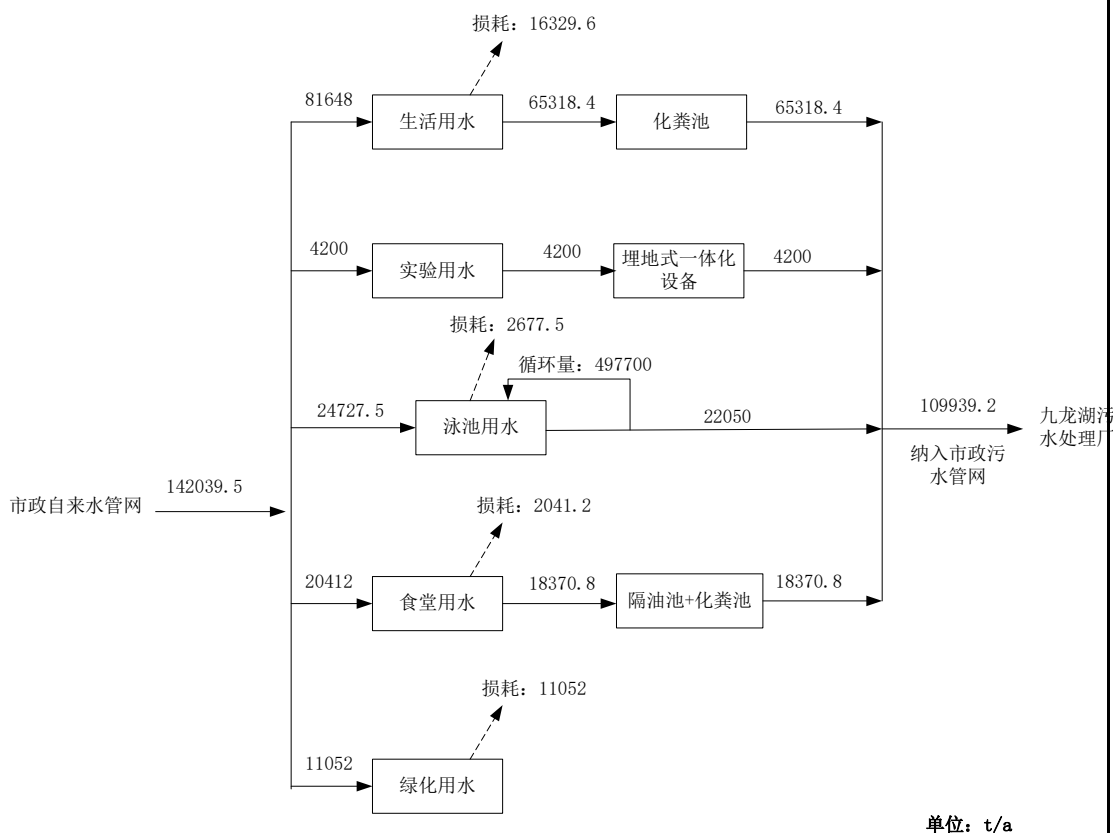 损耗：16329.6
81648
生活用水
65318.4
化粪池
65318.4
4200
实验用水
4200
埋地式一体化
设备
4200
损耗：2677.5
循环量：497700
24727.5
泳池用水
22050
109939.2
九龙湖污
水处理厂
纳入市政污
水管网
市政自来水管网
142039.5
损耗：2041.2
20412
食堂用水
18370.8
隔油池+化粪池
18370.8
损耗：11052
11052
绿化用水
单位：t/a